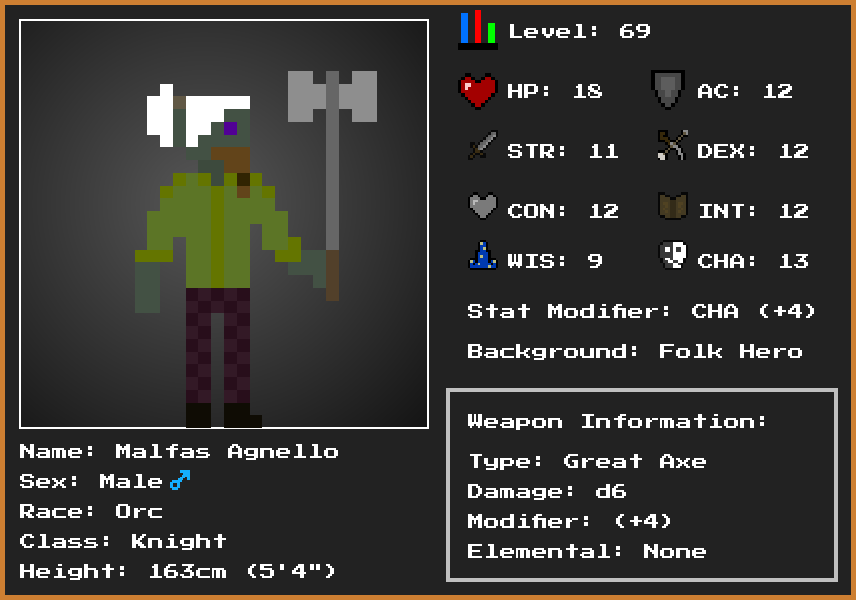 Level: 69
HP: 18 AC: 12
STR: 11 DEX: 12
CON: 12 INT: 12
WIS: 9 CHA: 13
Stat Modifier: CHA (+4)
Background: Folk Hero
Weapon Information:
Type: Great Axe
Damage: d6
Modifier: (+4)
Elemental: None
Name: Malfas Agnello
Sex: Male ♂
Race: Orc
Class: Knight
Height: 163cm (5'4")